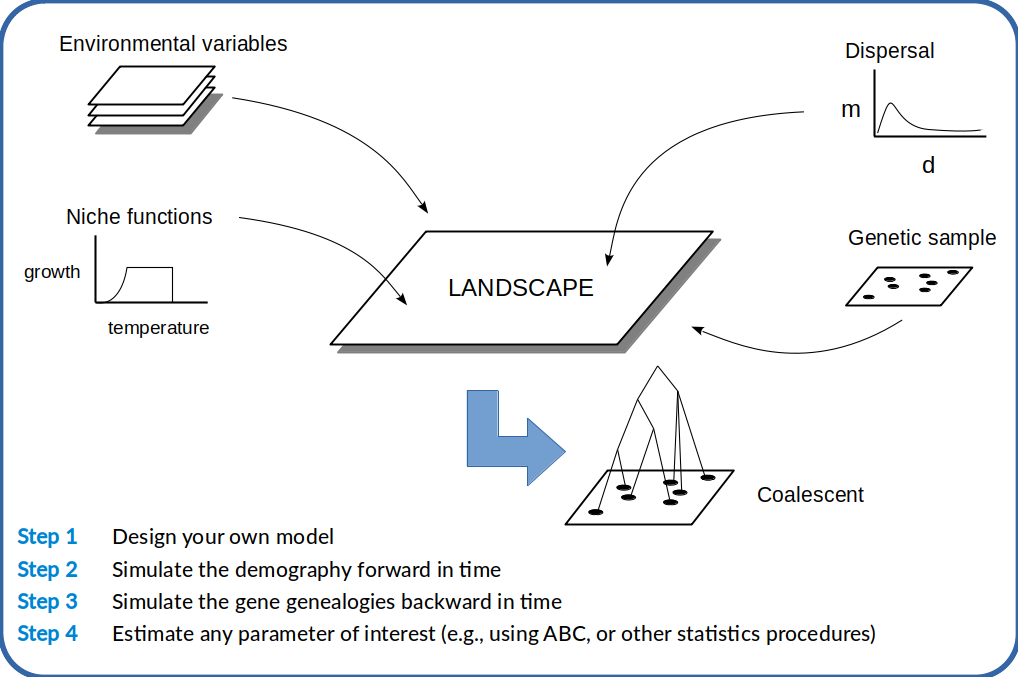 Environmental variables
Dispersal
m
d
Niche functions
growth
temperature
Genetic sample
LANDSCAPE
Coalescent
Step 1 Design your own model
Step 2 Simulate the demography forward in time
Step 3 Simulate the gene genealogies backward in time
Step 4 Estimate any parameter of interest (e.g., using ABC, or other statistics procedures)